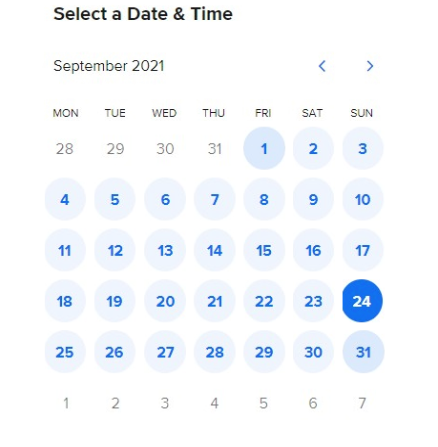 Select a Date & Time
September 2021
MON TUE WED THU FRI SAT SUN
28 29 30 31 1 2 3
4 5 6 7 8 9 10
11 12 13 14 15 16 17
18 19 20 21 22 23 24
25 26 27 28 29 30 31
1 2 3 4 5 6 7